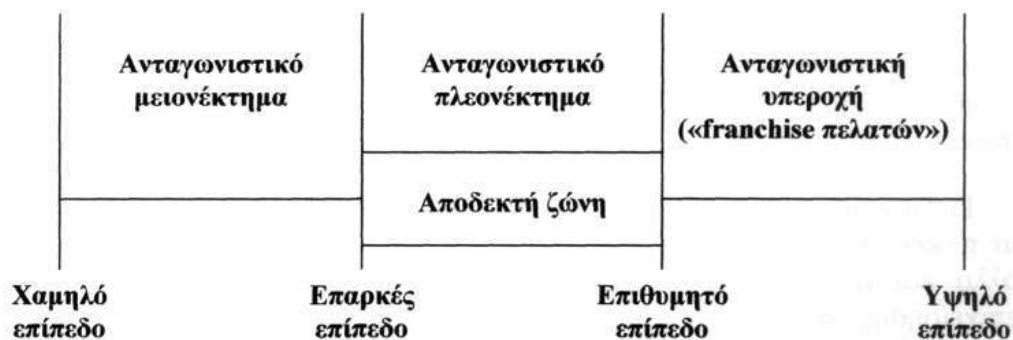 Ανταγωνιστικό
μειονέκτημα
Ανταγωνιστικό
πλεονέκτημα
Ανταγωνιστική
υπεροχή
(«franchise πελατών»)
Αποδεκτή ζώνη
Χαμηλό
επίπεδο
Επαρκές
επίπεδο
Επιθυμητό
επίπεδο
Υψηλό
επίπεδο